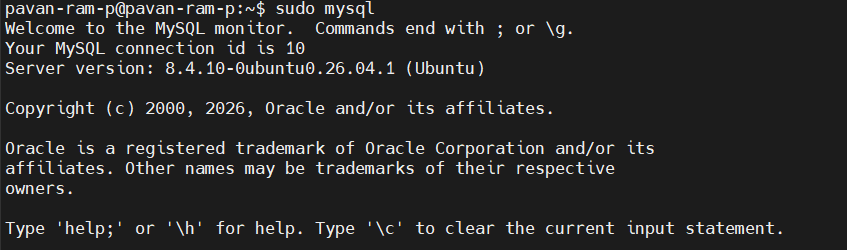 pavan-ram-p@pavan-ram-p:~$ sudo mysql
Welcome to the MySQL monitor.  Commands end with ; or \g.
Your MySQL connection id is 10
Server version: 8.4.10-0ubuntu0.26.04.1 (Ubuntu)

Copyright (c) 2000, 2026, Oracle and/or its affiliates.

Oracle is a registered trademark of Oracle Corporation and/or its
affiliates. Other names may be trademarks of their respective
owners.

Type 'help;' or '\h' for help. Type '\c' to clear the current input statement.